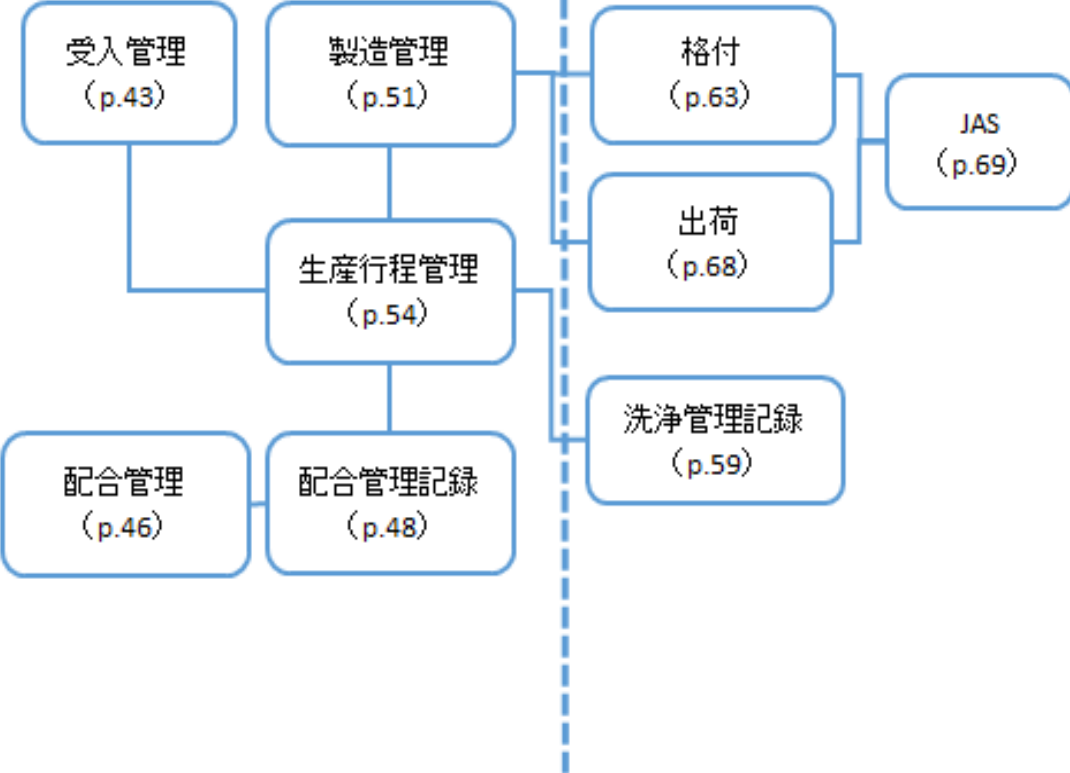 受入管理
（p.43）
製造管理
（p.51）
格付
（p.63）
JAS
（p.69）
出荷
（p.68）
生産行程管理
（p.54）
洗浄管理記録
（p.59）
配合管理
（p.46）
配合管理記録
（p.48）